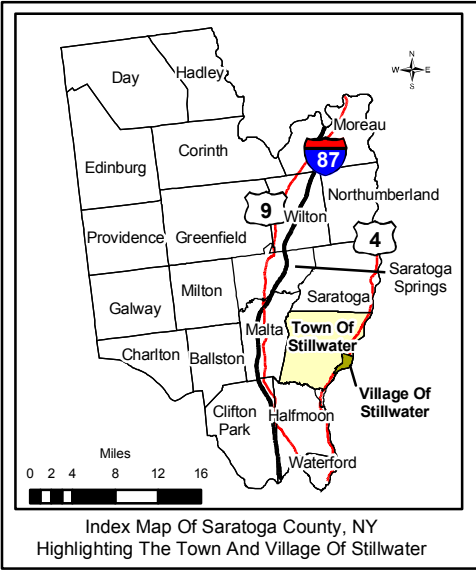 Day
Hadley
N
W E
S
Moreau
Corinth
87
Edinburg
Northumberland
9
Wilton
4
Providence
Greenfield
Saratoga
Springs
Milton
Saratoga
Galway
Malta
Town Of
Stillwater
Charlton
Ballston
Village Of
Stillwater
Clifton
Park
Halfmoon
Miles
Waterford
0 2 4 8 12 16
Index Map Of Saratoga County, NY
Highlighting The Town And Village Of Stillwater